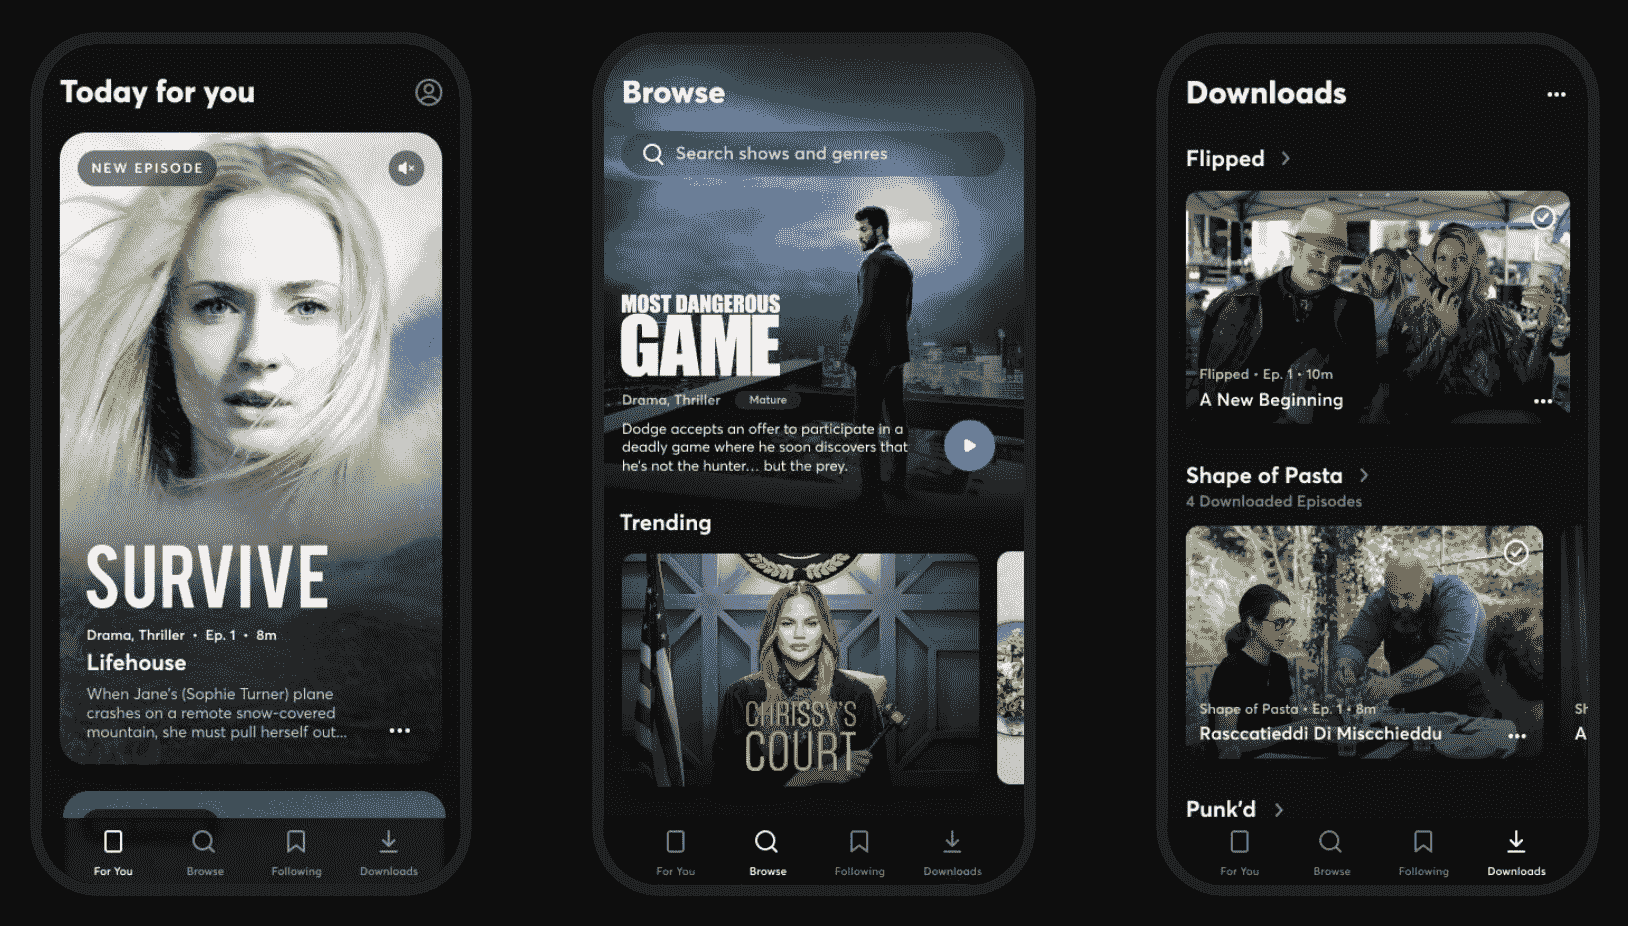 Today for you
NEW EPISODE
SURVIVE
Drama, Thriller • Ep. 1 • 8m
Lifehouse
When Jane's (Sophie Turner) plane
crashes on a remote snow-covered
mountain, she must pull herself out...
For You
Browse
Following
Downloads
Browse
Search shows and genres
MOST DANGEROUS
GAME
Drama, Thriller
Mature
Dodge accepts an offer to participate in a
deadly game where he soon discovers that
he's not the hunter... but the prey.
Trending
CHRISSY'S
COURT
For You
Browse
Following
Downloads
Downloads
Flipped
Flipped • Ep. 1 • 10m
A New Beginning
Shape of Pasta
4 Downloaded Episodes
Shape of Pasta • Ep. 1 • 8m
Rasccatieddi Di Miscchieddu
Sh
A
Punk'd
For You
Browse
Following
Downloads